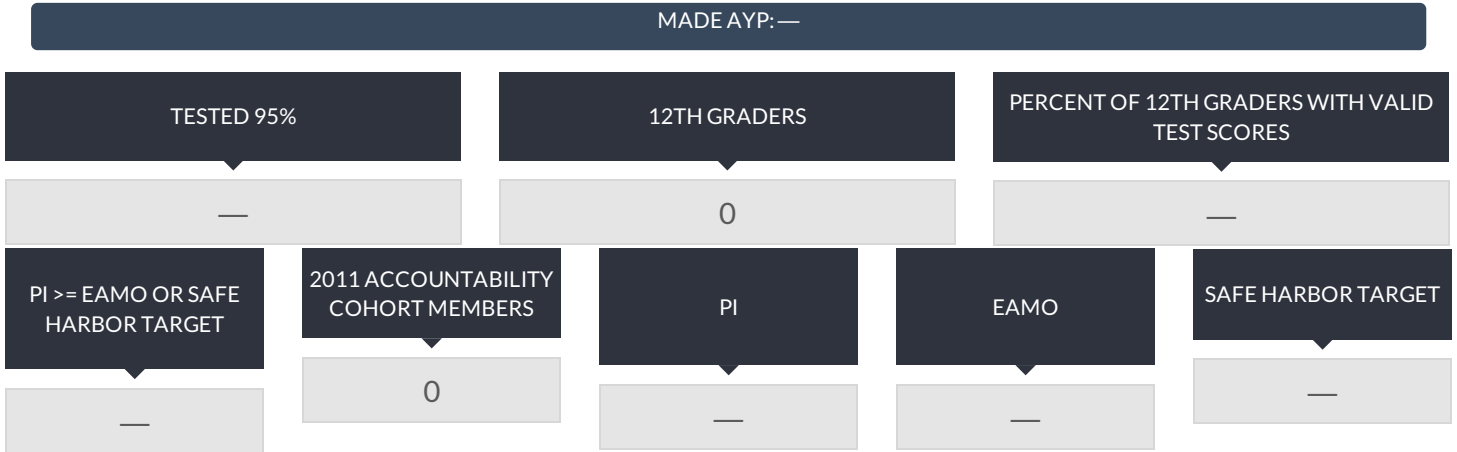 MADE AYP: —
TESTED 95%
—
12TH GRADERS
0
PERCENT OF 12TH GRADERS WITH VALID
TEST SCORES
—
PI >= EAMO OR SAFE
HARBOR TARGET
—
2011 ACCOUNTABILITY
COHORT MEMBERS
0
PI
—
EAMO
—
SAFE HARBOR TARGET
—